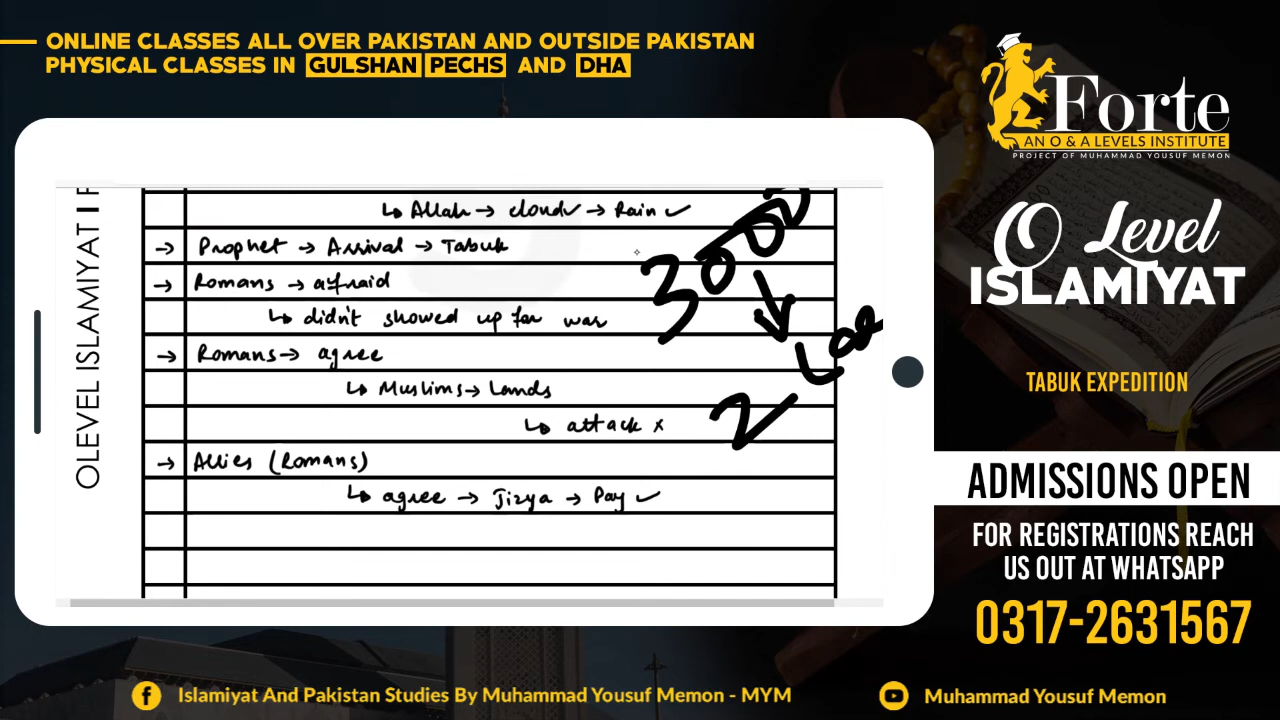 ONLINE CLASSES ALL OVER PAKISTAN AND OUTSIDE PAKISTAN
PHYSICAL CLASSES IN GULSHAN PECHS AND DHA
Forte
AN O & A LEVELS INSTITUTE
PROJECT OF MUHAMMAD YOUSUF MEMON
O Level
ISLAMIYAT
TABUK EXPEDITION
ADMISSIONS OPEN
FOR REGISTRATIONS REACH
US OUT AT WHATSAPP
0317-2631567
OLEVEL ISLAMIYAT I
↳ Allah → cloud → Rain ✓
→ Prophet → Arrival → Tabuk
→ Romans → afraid
↳ didn't showed up for war
→ Romans → agree
↳ Muslims → Lands
↳ attack x
→ Allies (Romans)
↳ agree → Jizya → Pay ✓
3000
↓
2 Lac
Islamiyat And Pakistan Studies By Muhammad Yousuf Memon - MYM
Muhammad Yousuf Memon